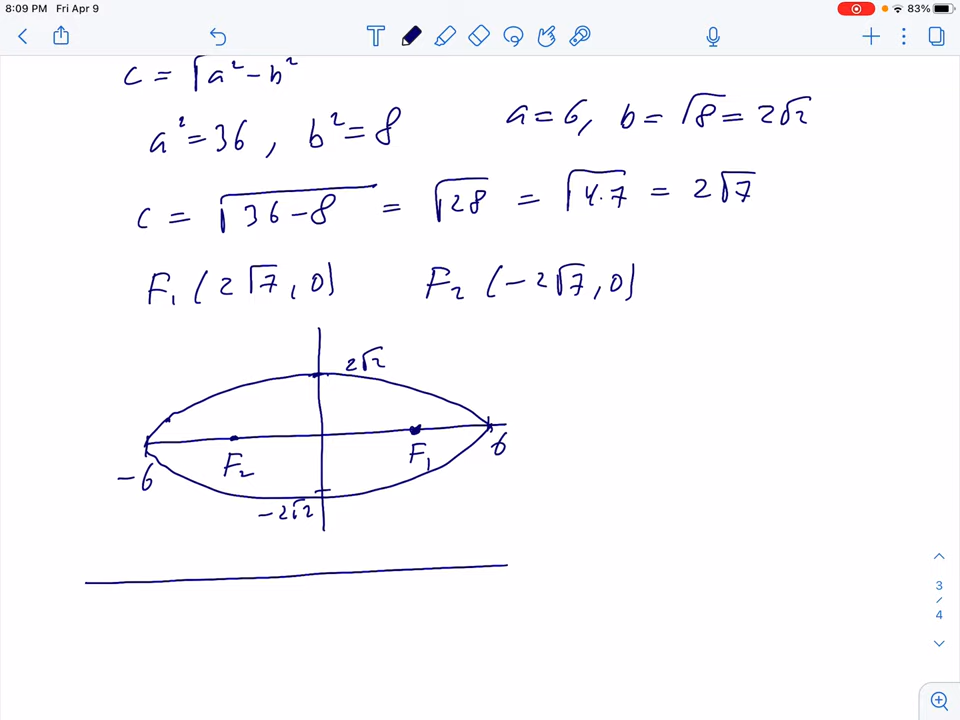 8:09 PM Fri Apr 9
83%
T
c = √a² - b²
a² = 36 , b² = 8
a = 6, b = √8 = 2√2
c = √36 - 8 = √28 = √4·7 = 2√7
F₁ (2√7, 0) F₂ (-2√7, 0)
2√2
F₂ F₁ 6
-6
-2√2
3
/
4